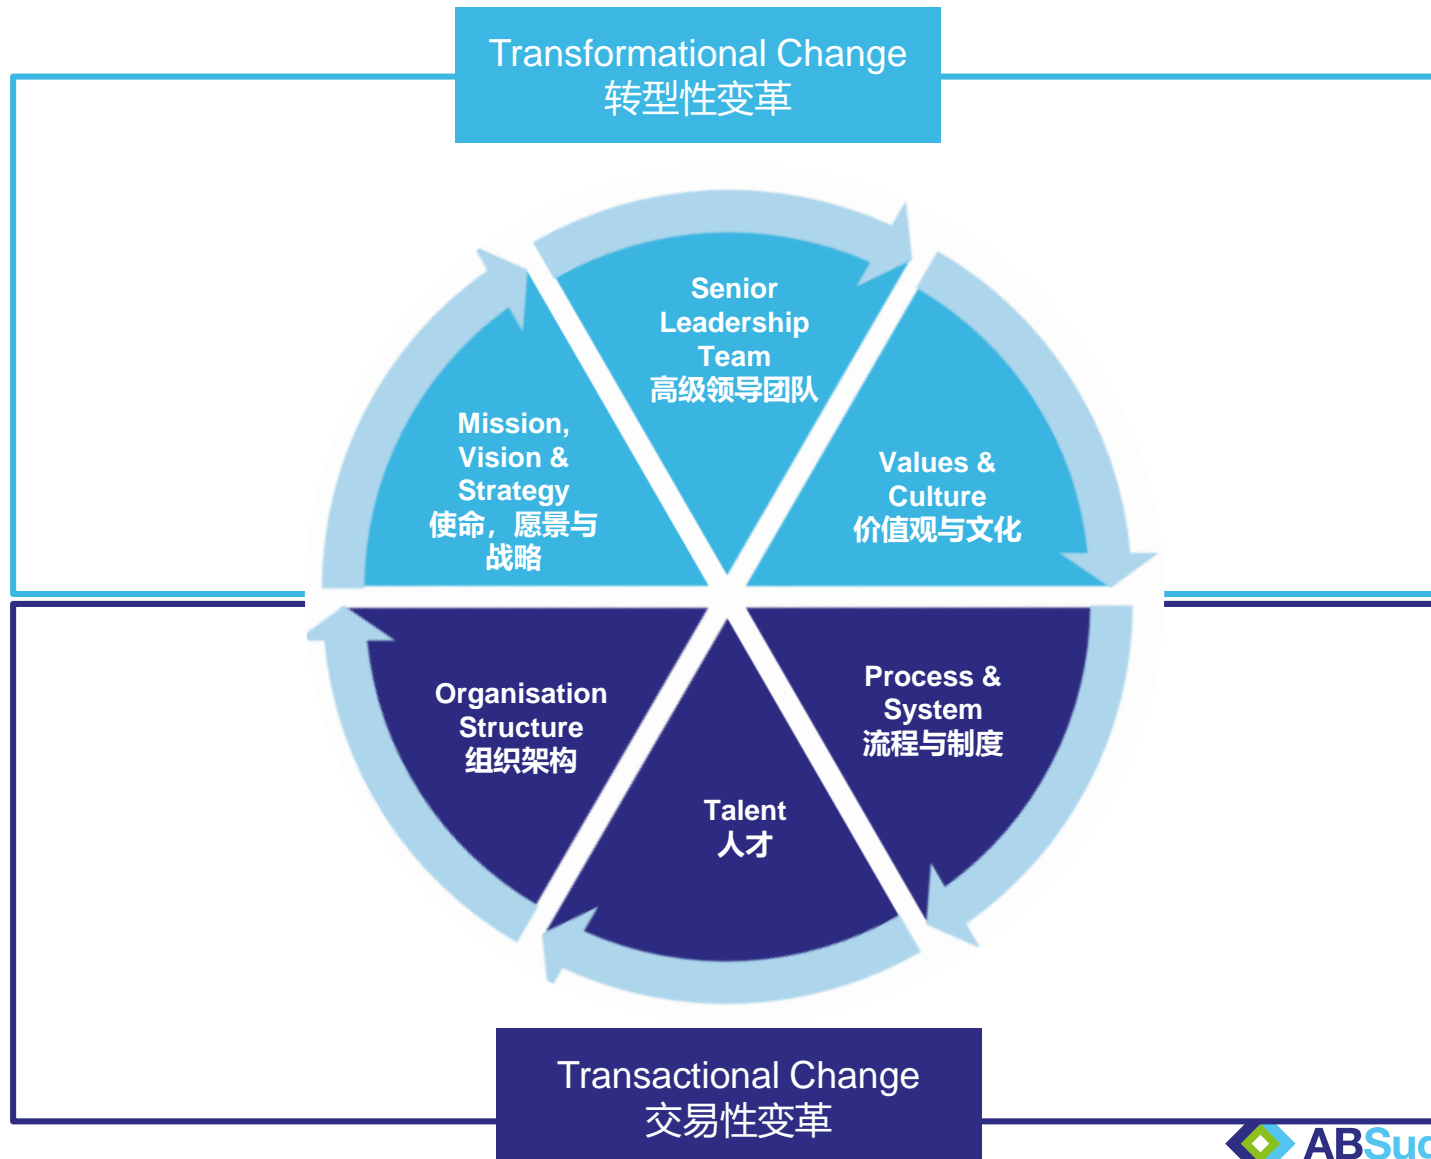 Transformational Change
转型性变革
Senior
Leadership
Team
高级领导团队
Mission,
Vision &
Strategy
使命，愿景与
战略
Values &
Culture
价值观与文化
Organisation
Structure
组织架构
Process &
System
流程与制度
Talent
人才
Transactional Change
交易性变革